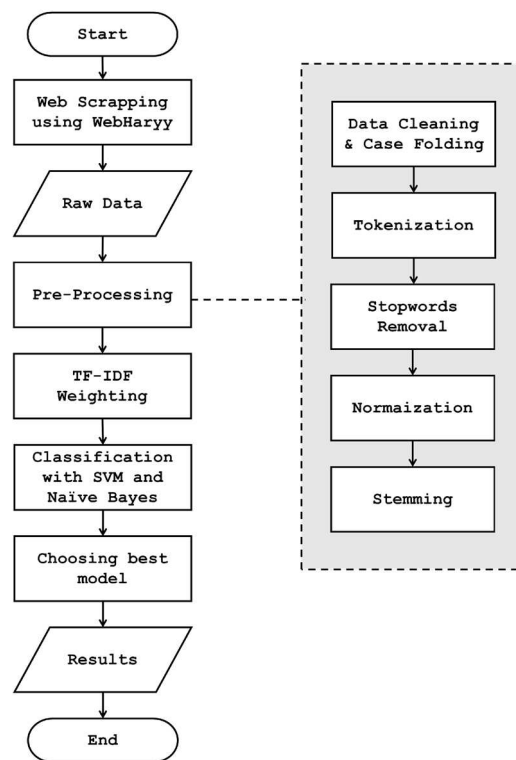 Start
Web Scrapping
using WebHaryy
Raw Data
Pre-Processing
TF-IDF
Weighting
Classification
with SVM and
Naïve Bayes
Choosing best
model
Results
End
Data Cleaning
& Case Folding
Tokenization
Stopwords
Removal
Normaization
Stemming